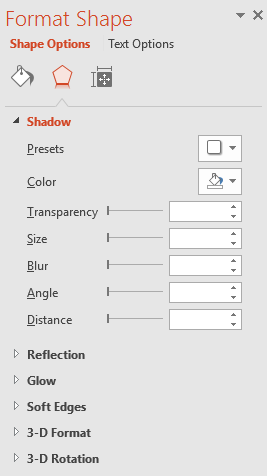 Format Shape
Shape Options Text Options
Shadow
Presets
Color
Transparency
Size
Blur
Angle
Distance
Reflection
Glow
Soft Edges
3-D Format
3-D Rotation